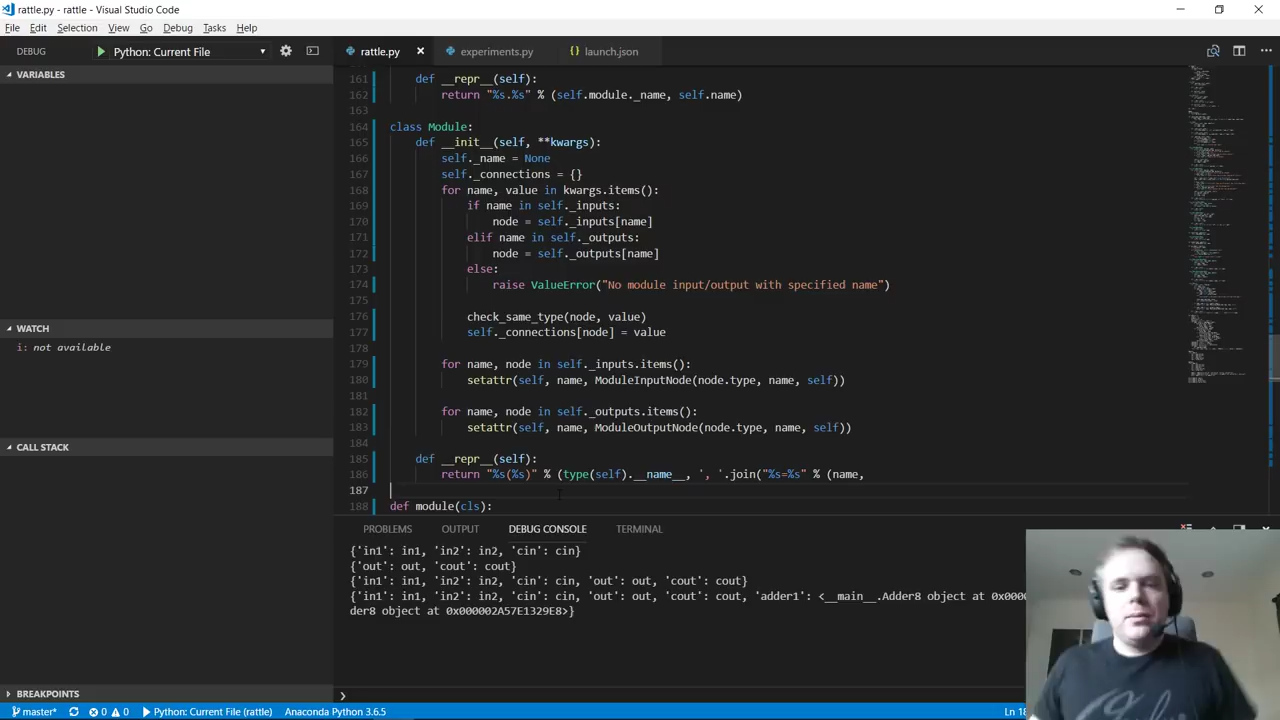 rattle.py - rattle - Visual Studio Code
File Edit Selection View Go Debug Tasks Help
DEBUG Python: Current File rattle.py experiments.py launch.json
VARIABLES
WATCH
i: not available
CALL STACK
BREAKPOINTS
161 def __repr__(self):
162 return "%s.%s" % (self.module._name, self.name)
163
164 class Module:
165 def __init__(self, **kwargs):
166 self._name = None
167 self._connections = {}
168 for name, value in kwargs.items():
169 if name in self._inputs:
170 node = self._inputs[name]
171 elif name in self._outputs:
172 node = self._outputs[name]
173 else:
174 raise ValueError("No module input/output with specified name")
175
176 check_same_type(node, value)
177 self._connections[node] = value
178
179 for name, node in self._inputs.items():
180 setattr(self, name, ModuleInputNode(node.type, name, self))
181
182 for name, node in self._outputs.items():
183 setattr(self, name, ModuleOutputNode(node.type, name, self))
184
185 def __repr__(self):
186 return "%s(%s)" % (type(self).__name__, ', '.join("%s=%s" % (name,
187
188 def module(cls):
PROBLEMS OUTPUT DEBUG CONSOLE TERMINAL
{'in1': in1, 'in2': in2, 'cin': cin}
{'out': out, 'cout': cout}
{'in1': in1, 'in2': in2, 'cin': cin, 'out': out, 'cout': cout}
{'in1': in1, 'in2': in2, 'cin': cin, 'out': out, 'cout': cout, 'adder1': <__main__.Adder8 object at 0x000
der8 object at 0x000002A57E1329E8>}
master* 0 0 Python: Current File (rattle) Anaconda Python 3.6.5 Ln 18